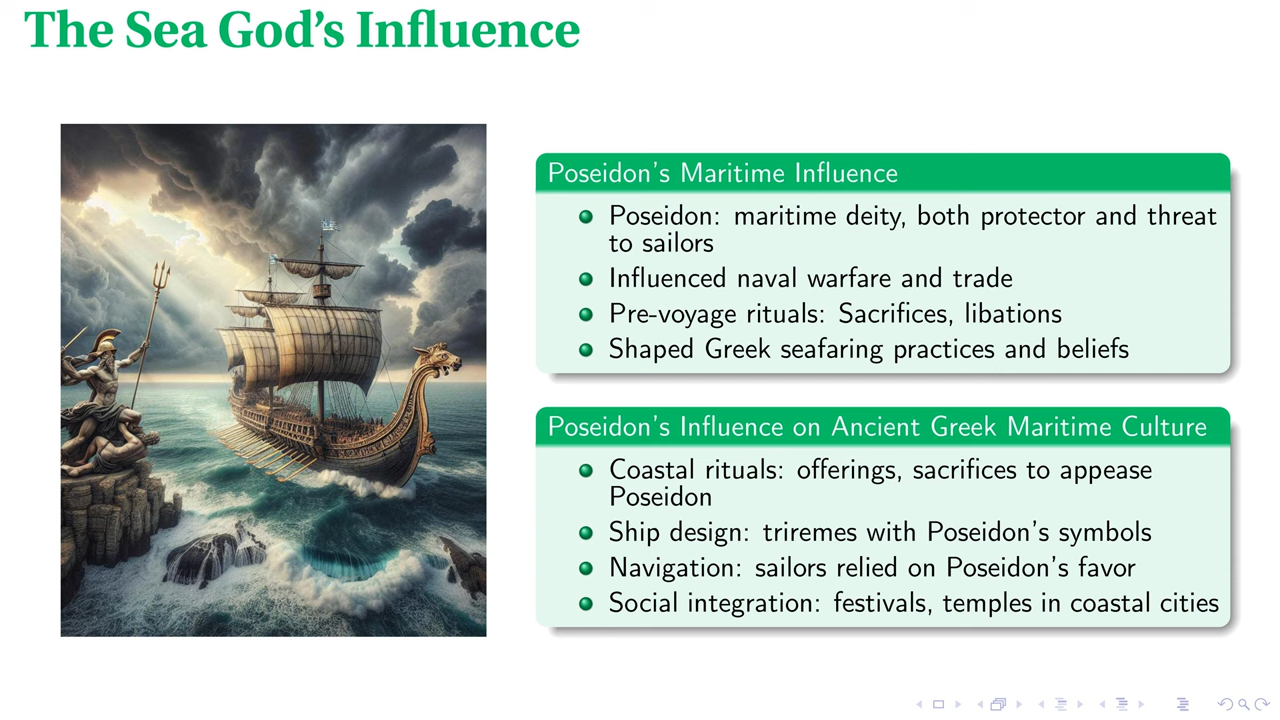 The Sea God's Influence
Poseidon's Maritime Influence
Poseidon: maritime deity, both protector and threat
to sailors
Influenced naval warfare and trade
Pre-voyage rituals: Sacrifices, libations
Shaped Greek seafaring practices and beliefs
Poseidon's Influence on Ancient Greek Maritime Culture
Coastal rituals: offerings, sacrifices to appease
Poseidon
Ship design: triremes with Poseidon's symbols
Navigation: sailors relied on Poseidon's favor
Social integration: festivals, temples in coastal cities